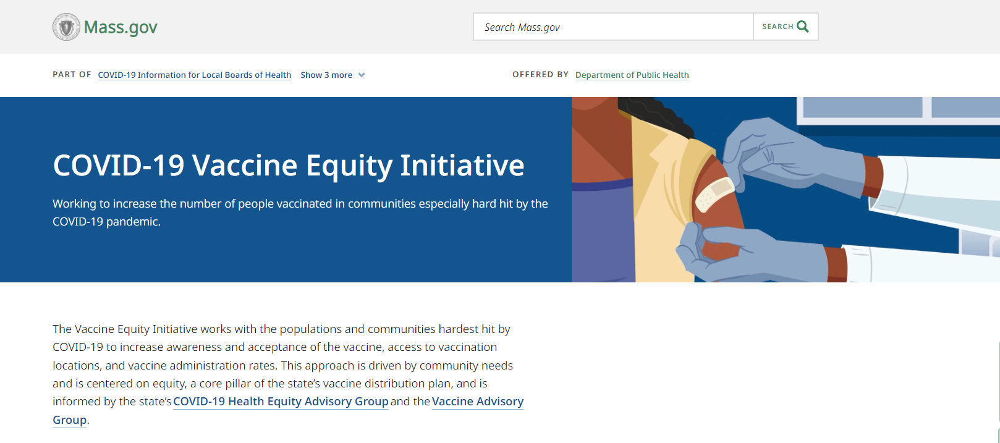 Mass.gov
Search Mass.gov
SEARCH
PART OF COVID-19 Information for Local Boards of Health Show 3 more
OFFERED BY Department of Public Health
COVID-19 Vaccine Equity Initiative
Working to increase the number of people vaccinated in communities especially hard hit by the
COVID-19 pandemic.
The Vaccine Equity Initiative works with the populations and communities hardest hit by
COVID-19 to increase awareness and acceptance of the vaccine, access to vaccination
locations, and vaccine administration rates. This approach is driven by community needs
and is centered on equity, a core pillar of the state’s vaccine distribution plan, and is
informed by the state’s COVID-19 Health Equity Advisory Group and the Vaccine Advisory
Group.